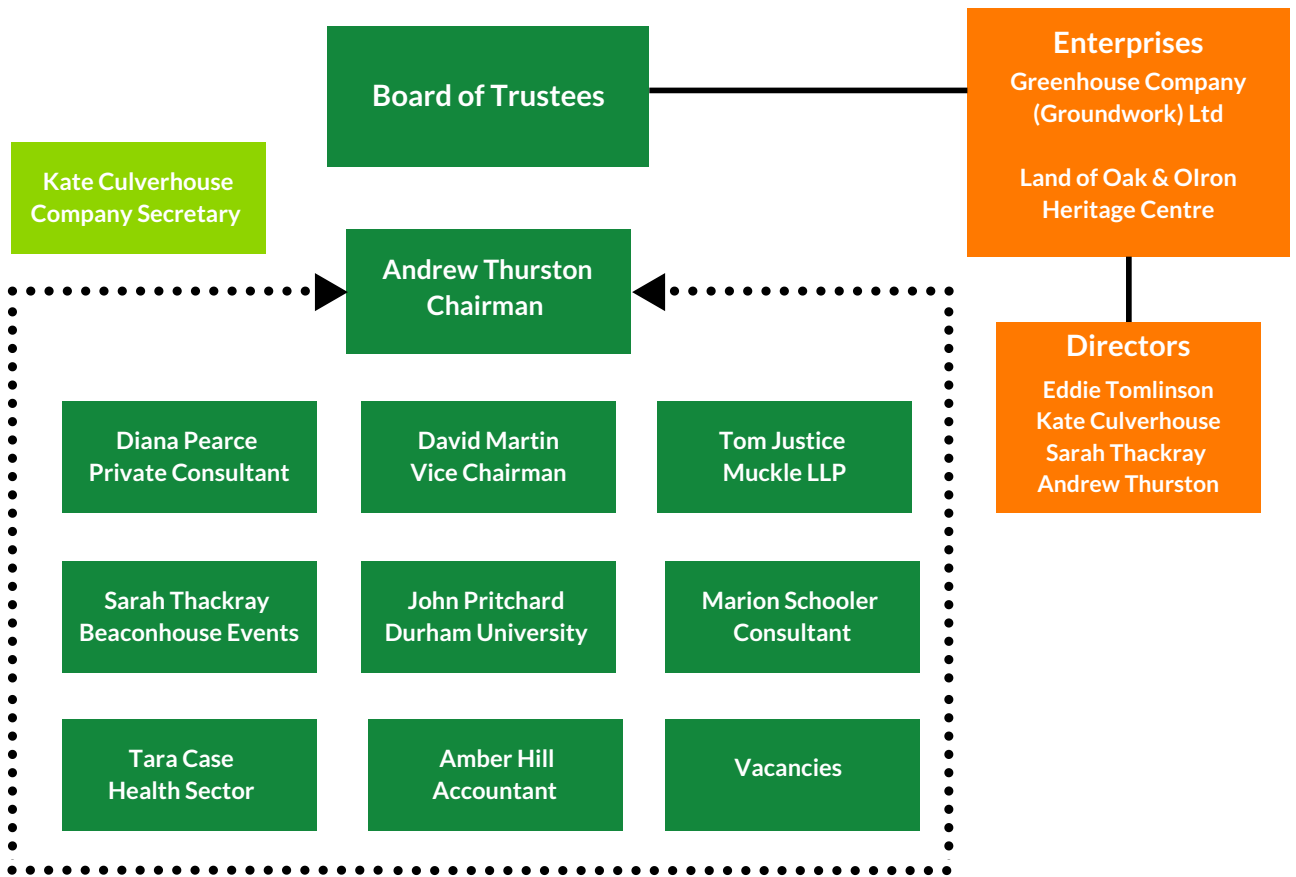 Board of Trustees
Enterprises
Greenhouse Company
(Groundwork) Ltd
Land of Oak & OIron
Heritage Centre
Kate Culverhouse
Company Secretary
Andrew Thurston
Chairman
Directors
Eddie Tomlinson
Kate Culverhouse
Sarah Thackray
Andrew Thurston
Diana Pearce
Private Consultant
David Martin
Vice Chairman
Tom Justice
Muckle LLP
Sarah Thackray
Beaconhouse Events
John Pritchard
Durham University
Marion Schooler
Consultant
Tara Case
Health Sector
Amber Hill
Accountant
Vacancies